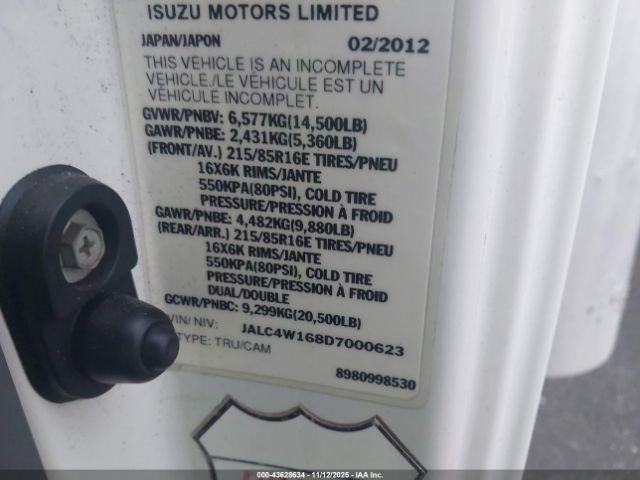 ISUZU MOTORS LIMITED
JAPAN/JAPON 02/2012
THIS VEHICLE IS AN INCOMPLETE
VEHICLE./LE VÉHICULE EST UN
VÉHICULE INCOMPLET.
GVWR/PNBV: 6,577KG(14,500LB)
GAWR/PNBE: 2,431KG(5,360LB)
(FRONT/AV.) 215/85R16E TIRES/PNEU
16X6K RIMS/JANTE
550KPA(80PSI), COLD TIRE
PRESSURE/PRESSION À FROID
GAWR/PNBE: 4,482KG(9,880LB)
(REAR/ARR.) 215/85R16E TIRES/PNEU
16X6K RIMS/JANTE
550KPA(80PSI), COLD TIRE
PRESSURE/PRESSION À FROID
DUAL/DOUBLE
GCWR/PNBC: 9,299KG(20,500LB)
VIN/ NIV: JALC4W168D7000623
TYPE: TRU/CAM
8980998530
000-43628634 - 11/12/2025 - IAA Inc.